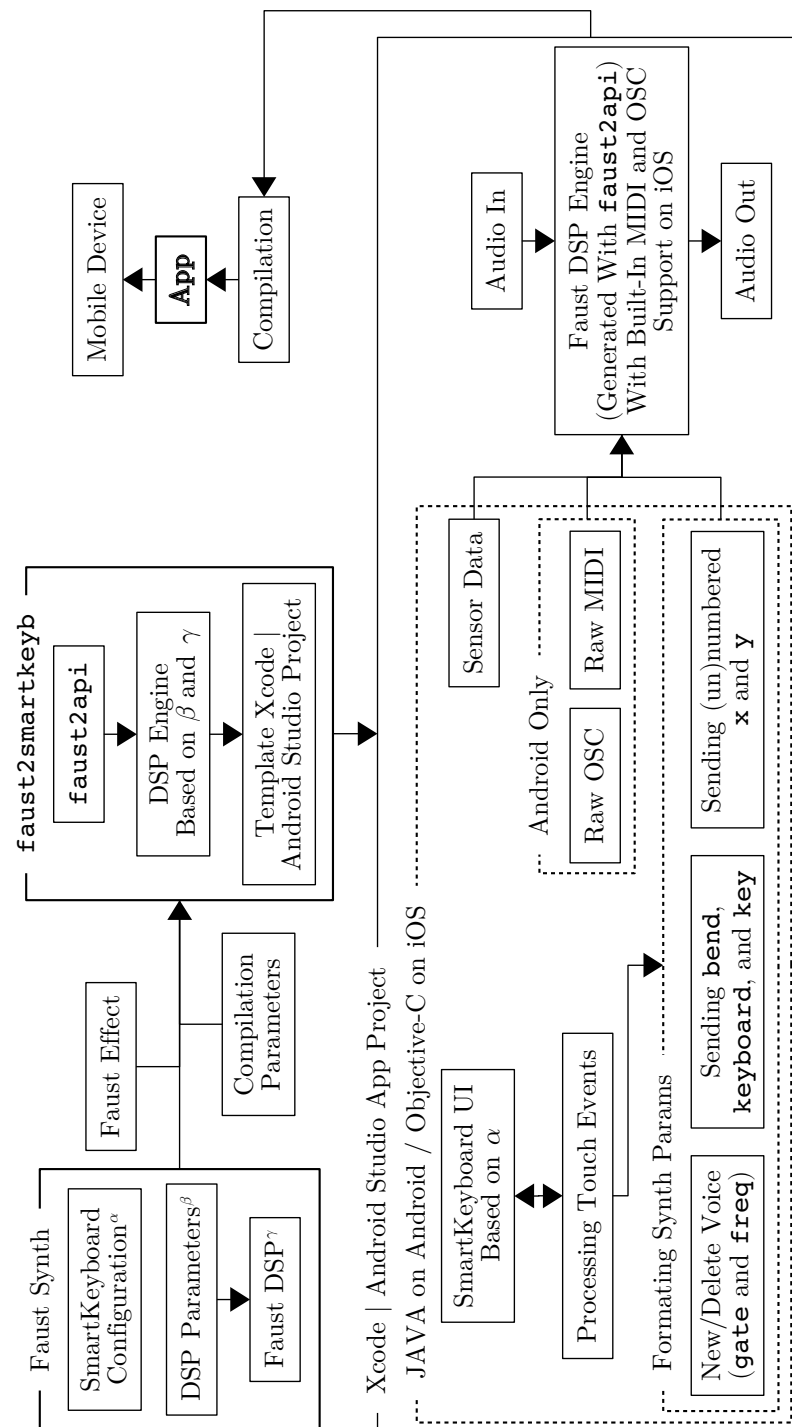 Faust Synth
SmartKeyboard
Configurationᵅ
DSP Parametersᵝ
Faust DSPᵞ
Faust Effect
Compilation
Parameters
faust2smartkeyb
faust2api
DSP Engine
Based on β and γ
Template Xcode |
Android Studio Project
Mobile Device
App
Compilation
Xcode | Android Studio App Project
JAVA on Android / Objective-C on iOS
SmartKeyboard UI
Based on α
Processing Touch Events
Formating Synth Params
New/Delete Voice
(gate and freq)
Sending bend,
keyboard, and key
Sending (un)numbered
x and y
Sensor Data
Android Only
Raw OSC
Raw MIDI
Audio In
Faust DSP Engine
(Generated With faust2api)
With Built-In MIDI and OSC
Support on iOS
Audio Out